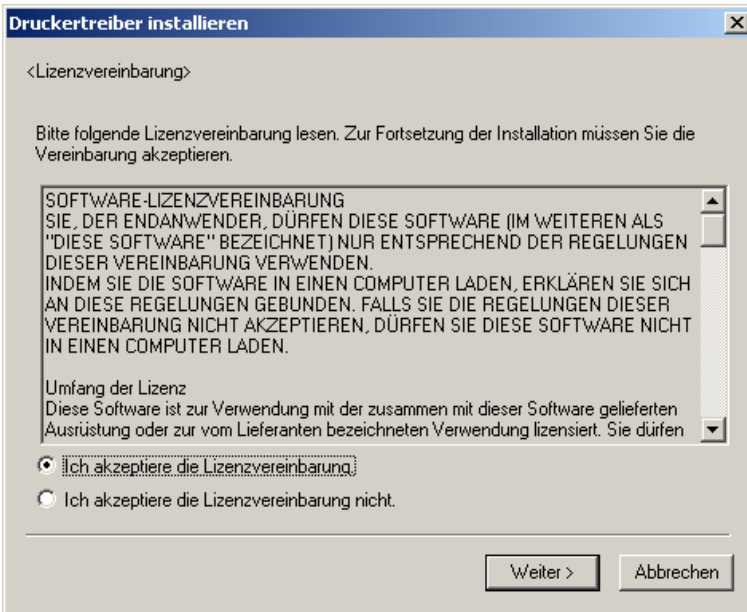 Druckertreiber installieren
<Lizenzvereinbarung>
Bitte folgende Lizenzvereinbarung lesen. Zur Fortsetzung der Installation müssen Sie die
Vereinbarung akzeptieren.
SOFTWARE-LIZENZVEREINBARUNG
SIE, DER ENDANWENDER, DÜRFEN DIESE SOFTWARE (IM WEITEREN ALS
"DIESE SOFTWARE" BEZEICHNET) NUR ENTSPRECHEND DER REGELUNGEN
DIESER VEREINBARUNG VERWENDEN.
INDEM SIE DIE SOFTWARE IN EINEN COMPUTER LADEN, ERKLÄREN SIE SICH
AN DIESE REGELUNGEN GEBUNDEN. FALLS SIE DIE REGELUNGEN DIESER
VEREINBARUNG NICHT AKZEPTIEREN, DÜRFEN SIE DIESE SOFTWARE NICHT
IN EINEN COMPUTER LADEN.
Umfang der Lizenz
Diese Software ist zur Verwendung mit der zusammen mit dieser Software gelieferten
Ausrüstung oder zur vom Lieferanten bezeichneten Verwendung lizensiert. Sie dürfen
Ich akzeptiere die Lizenzvereinbarung.
Ich akzeptiere die Lizenzvereinbarung nicht.
Weiter >
Abbrechen